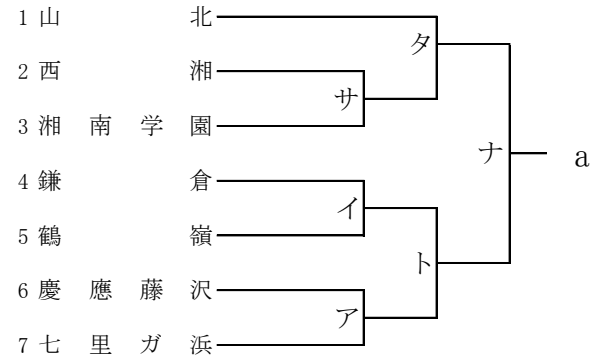 1 山北
タ
2 西湘
サ
3 湘南学園
ナ a
4 鎌倉
イ
5 鶴嶺
ト
6 慶應藤沢
ア
7 七里ガ浜